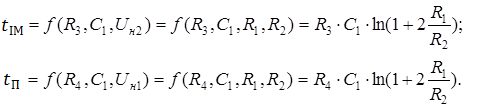 t_IM = f(R_3, C_1, U_н2) = f(R_3, C_1, R_1, R_2) = R_3 · C_1 · ln(1 + 2 R_1/R_2);
t_П = f(R_4, C_1, U_н1) = f(R_4, C_1, R_1, R_2) = R_4 · C_1 · ln(1 + 2 R_1/R_2).